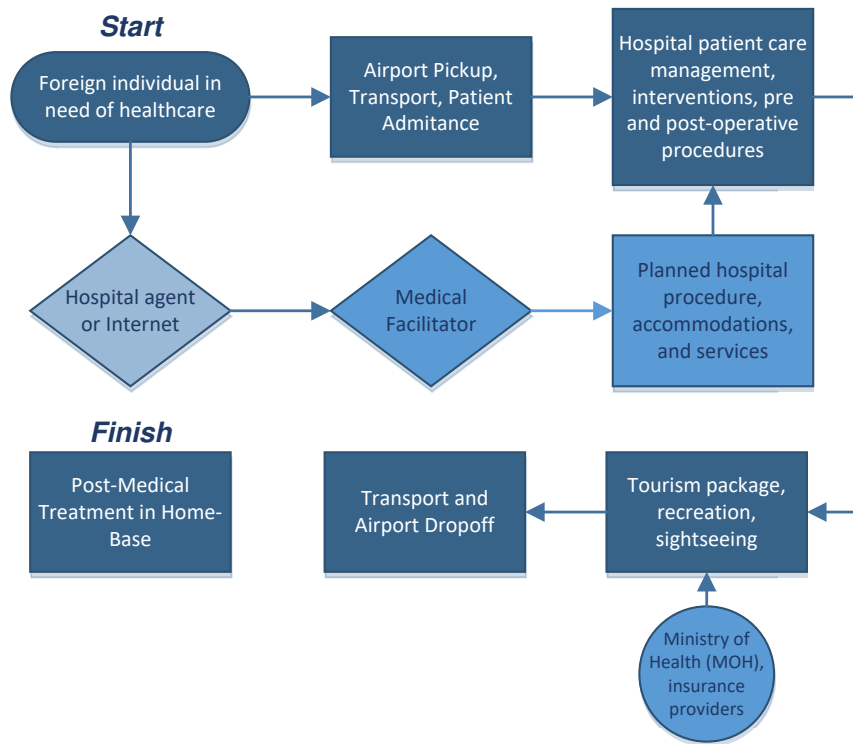 Start
Foreign individual in
need of healthcare
Airport Pickup,
Transport, Patient
Admitance
Hospital patient care
management,
interventions, pre
and post-operative
procedures
Hospital agent
or Internet
Medical
Facilitator
Planned hospital
procedure,
accommodations,
and services
Finish
Post-Medical
Treatment in Home-
Base
Transport and
Airport Dropoff
Tourism package,
recreation,
sightseeing
Ministry of
Health (MOH),
insurance
providers